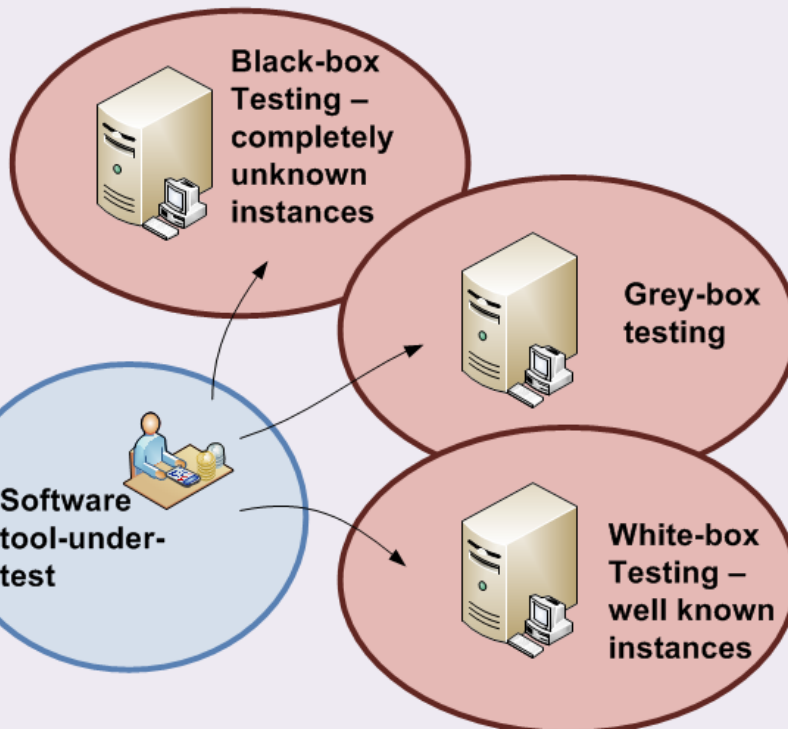 Black-box
Testing –
completely
unknown
instances
Grey-box
testing
Software
tool-under-
test
White-box
Testing –
well known
instances